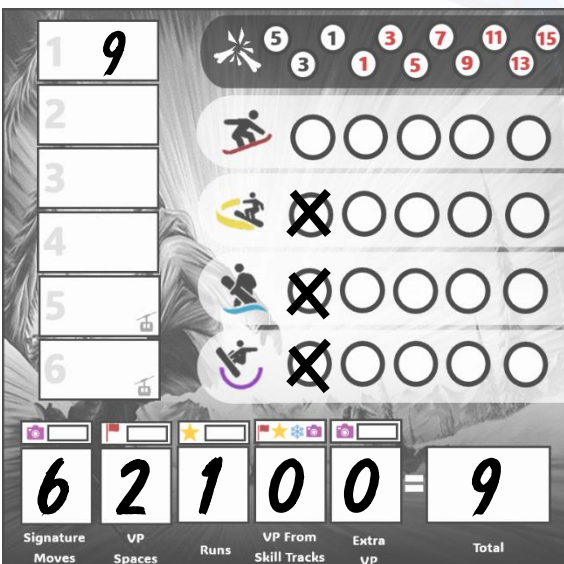 1 9
5 1 3 7 11 15
3 1 5 9 13
2
3
4
5
6
6 2 1 0 0 = 9
Signature Moves
VP Spaces
Runs
VP From Skill Tracks
Extra VP
Total